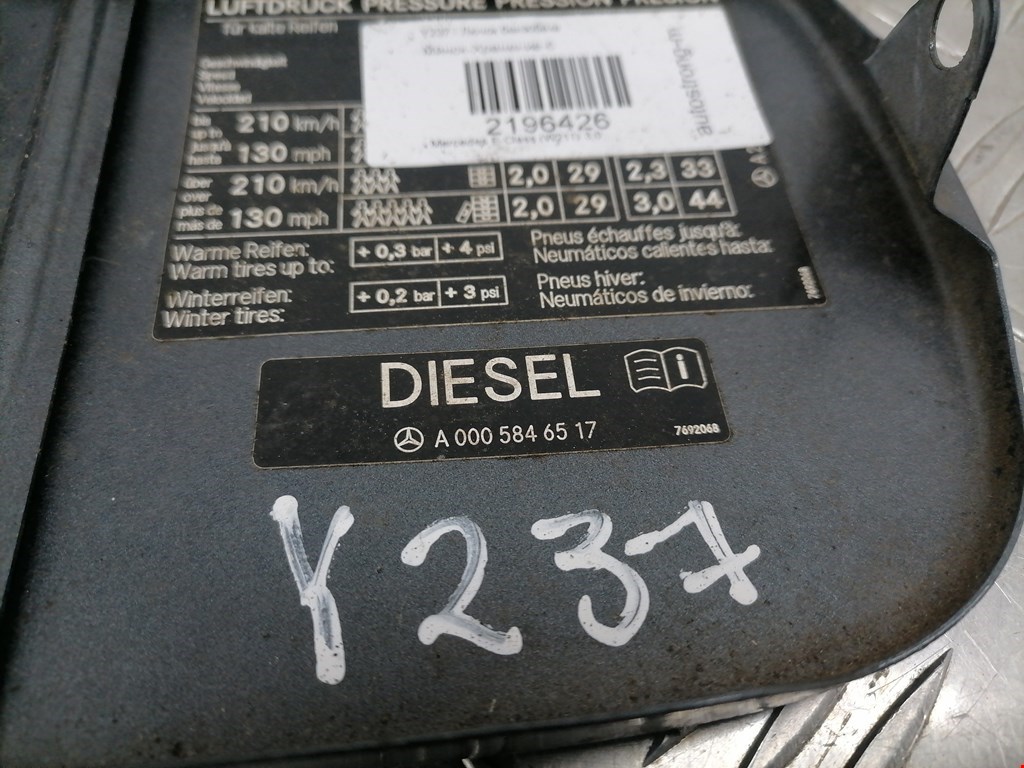 LUFTDRUCK PRESSURE PRESSION PRESIÓN
für kalte Reifen
Geschwindigkeit
Speed
Vitesse
Velocidad
2196426
autostrong-m
bis
up to
jusqu'à
hasta
210 km/h
130 mph
über
over
plus de
más de
210 km/h 2,0 29 2,3 33
130 mph 2,0 29 3,0 44
Warme Reifen:
Warm tires up to:
+ 0,3 bar + 4 psi
Pneus échauffes jusqu'à:
Neumáticos calientes hasta:
Winterreifen:
Winter tires:
+ 0,2 bar + 3 psi
Pneus hiver:
Neumáticos de invierno:
DIESEL
A 000 584 65 17
7692068
Y237